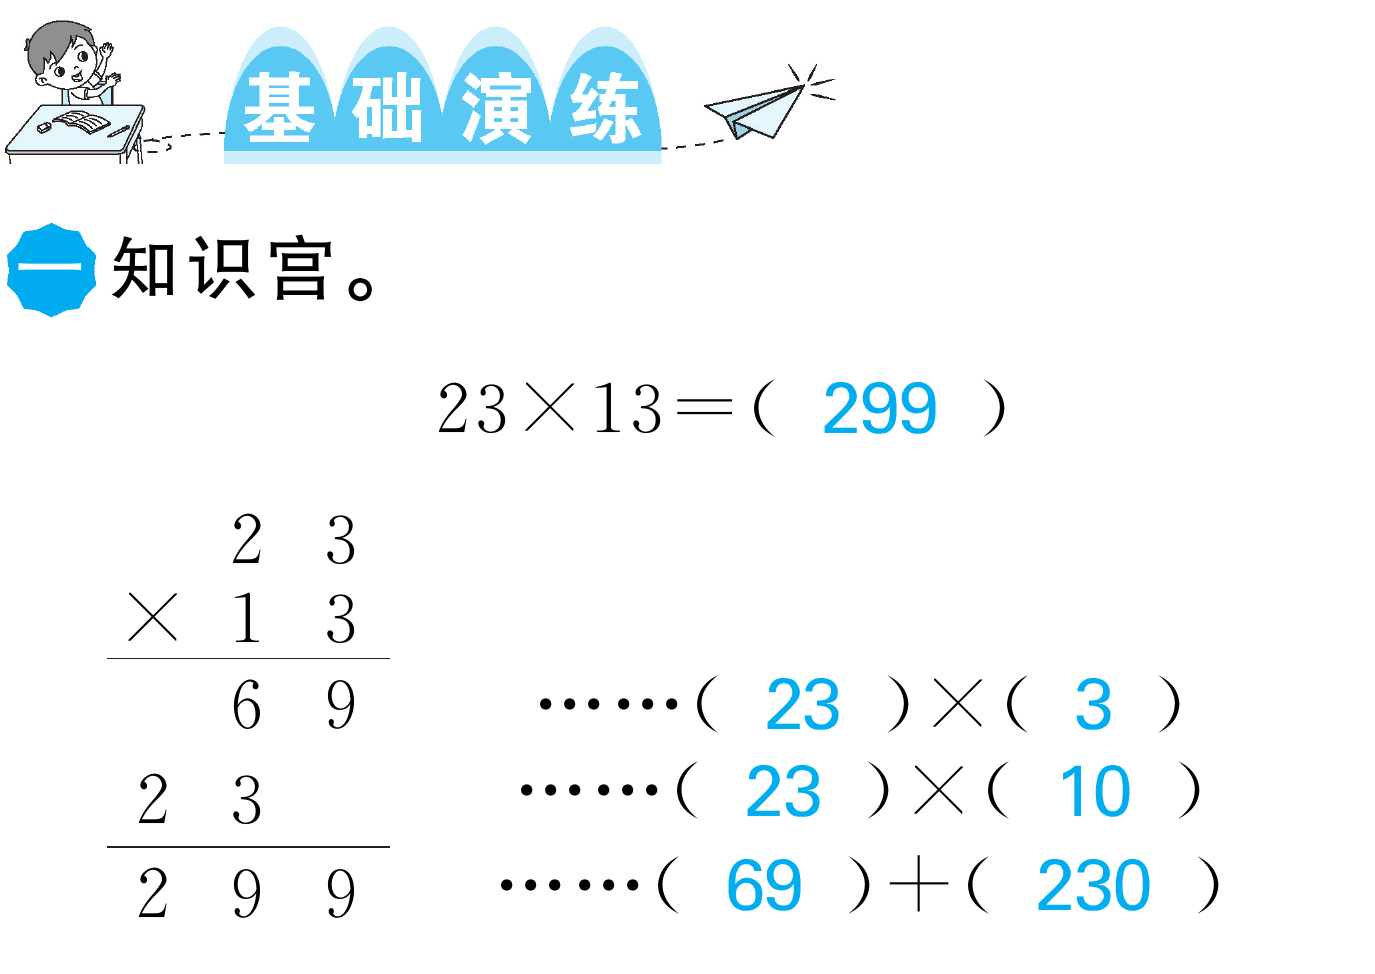 基础演练
一 知识宫。
23×13=( 299 )
2 3
× 1 3
6 9 ……( 23 )×( 3 )
2 3 ……( 23 )×( 10 )
2 9 9 ……( 69 )+( 230 )